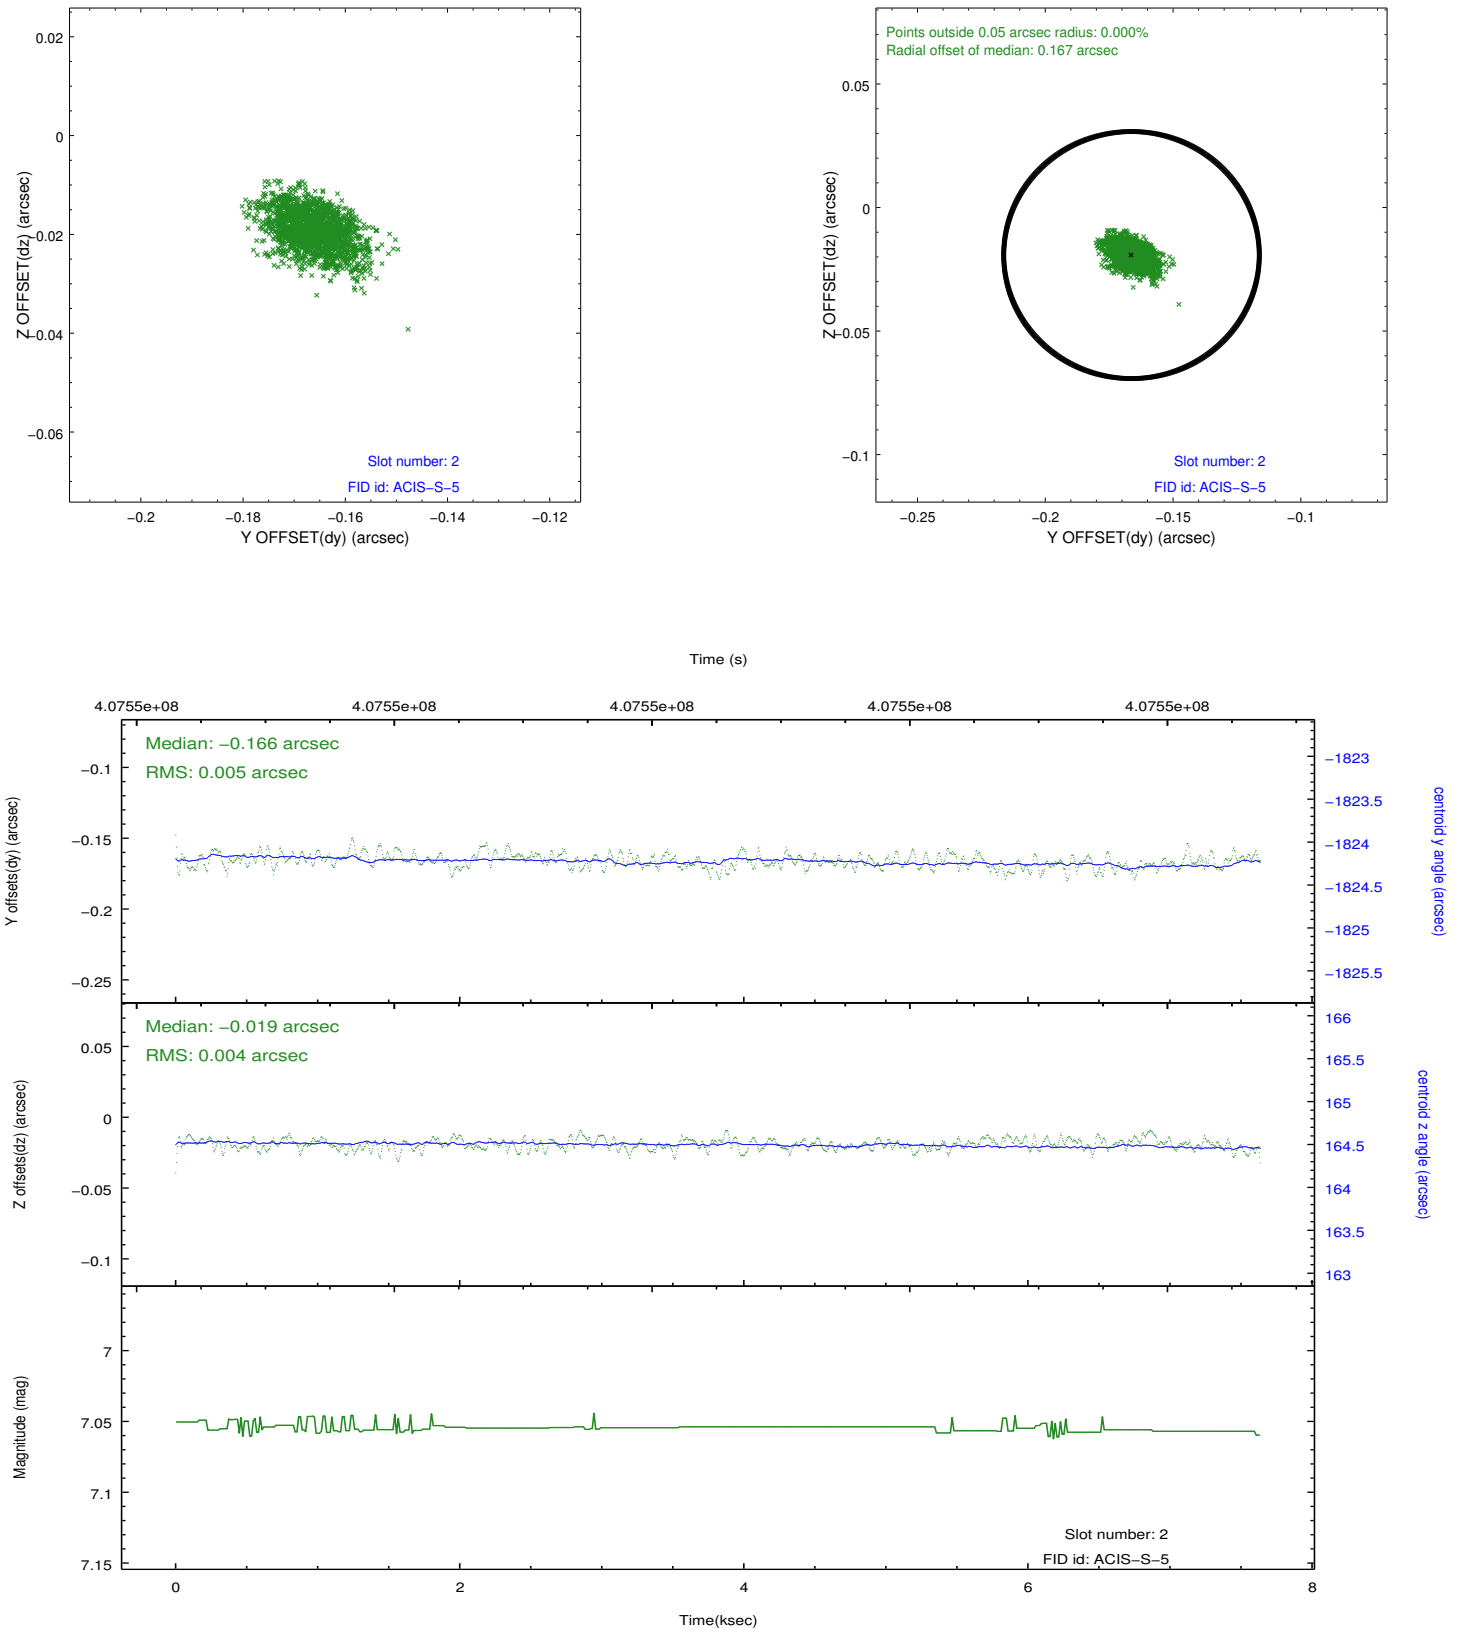 0.02
0
−0.02
−0.04
−0.06
Z OFFSET(dz) (arcsec)
Slot number: 2
FID id: ACIS−S−5
−0.2
−0.18
−0.16
−0.14
−0.12
Y OFFSET(dy) (arcsec)
Points outside 0.05 arcsec radius: 0.000%
Radial offset of median: 0.167 arcsec
0.05
0
−0.05
−0.1
Z OFFSET(dz) (arcsec)
Slot number: 2
FID id: ACIS−S−5
−0.25
−0.2
−0.15
−0.1
Y OFFSET(dy) (arcsec)
Time (s)
4.0755e+08
4.0755e+08
4.0755e+08
4.0755e+08
4.0755e+08
Median: −0.166 arcsec
RMS: 0.005 arcsec
−0.1
−0.15
−0.2
−0.25
Y offsets(dy) (arcsec)
−1823
−1823.5
−1824
−1824.5
−1825
−1825.5
centroid y angle (arcsec)
Median: −0.019 arcsec
RMS: 0.004 arcsec
0.05
0
−0.05
−0.1
Z offsets(dz) (arcsec)
166
165.5
165
164.5
164
163.5
163
centroid z angle (arcsec)
7
7.05
7.1
7.15
Magnitude (mag)
Slot number: 2
FID id: ACIS−S−5
0
2
4
6
8
Time(ksec)